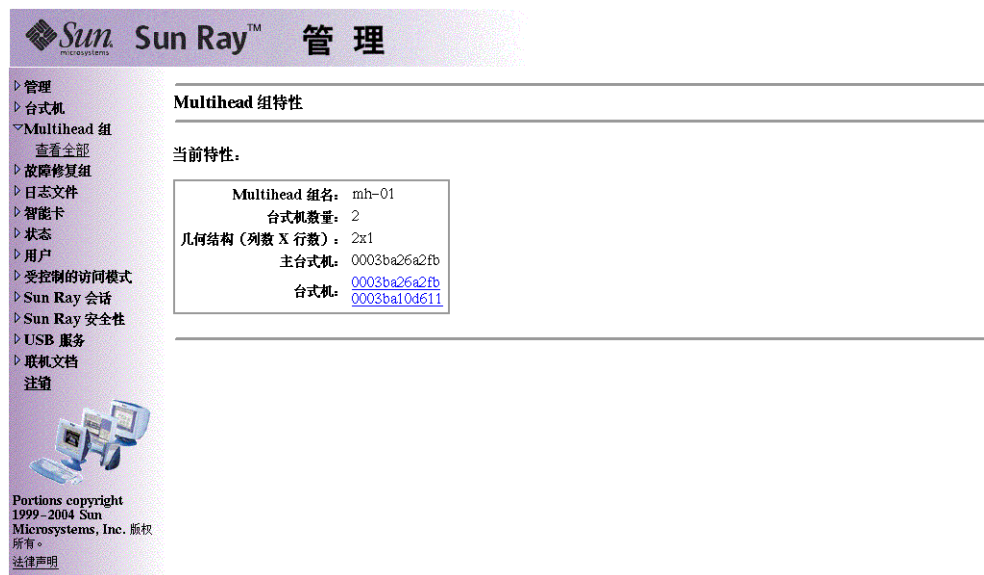 Sun microsystems Sun Ray™ 管 理
管理
台式机
Multihead 组
查看全部
故障修复组
日志文件
智能卡
状态
用户
受控制的访问模式
Sun Ray 会话
Sun Ray 安全性
USB 服务
联机文档
注销
Portions copyright
1999-2004 Sun
Microsystems, Inc. 版权
所有。
法律声明
Multihead 组特性
当前特性：
Multihead 组名： mh-01
台式机数量： 2
几何结构（列数 X 行数）： 2x1
主台式机： 0003ba26a2fb
台式机： 0003ba26a2fb
0003ba10d611